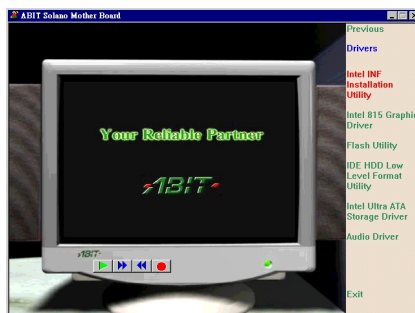 ABIT Solano Mother Board
Previous
Drivers
Intel INF
Installation
Utility
Intel 815 Graphic
Driver
Flash Utility
IDE HDD Low
Level Format
Utility
Intel Ultra ATA
Storage Driver
Audio Driver
Exit
Your Reliable Partner
ABIT
ABIT